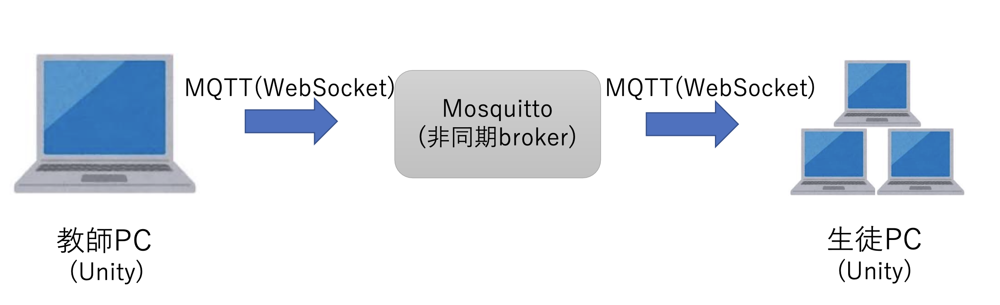 MQTT(WebSocket)
Mosquitto
(非同期broker)
MQTT(WebSocket)
教師PC
(Unity)
生徒PC
(Unity)